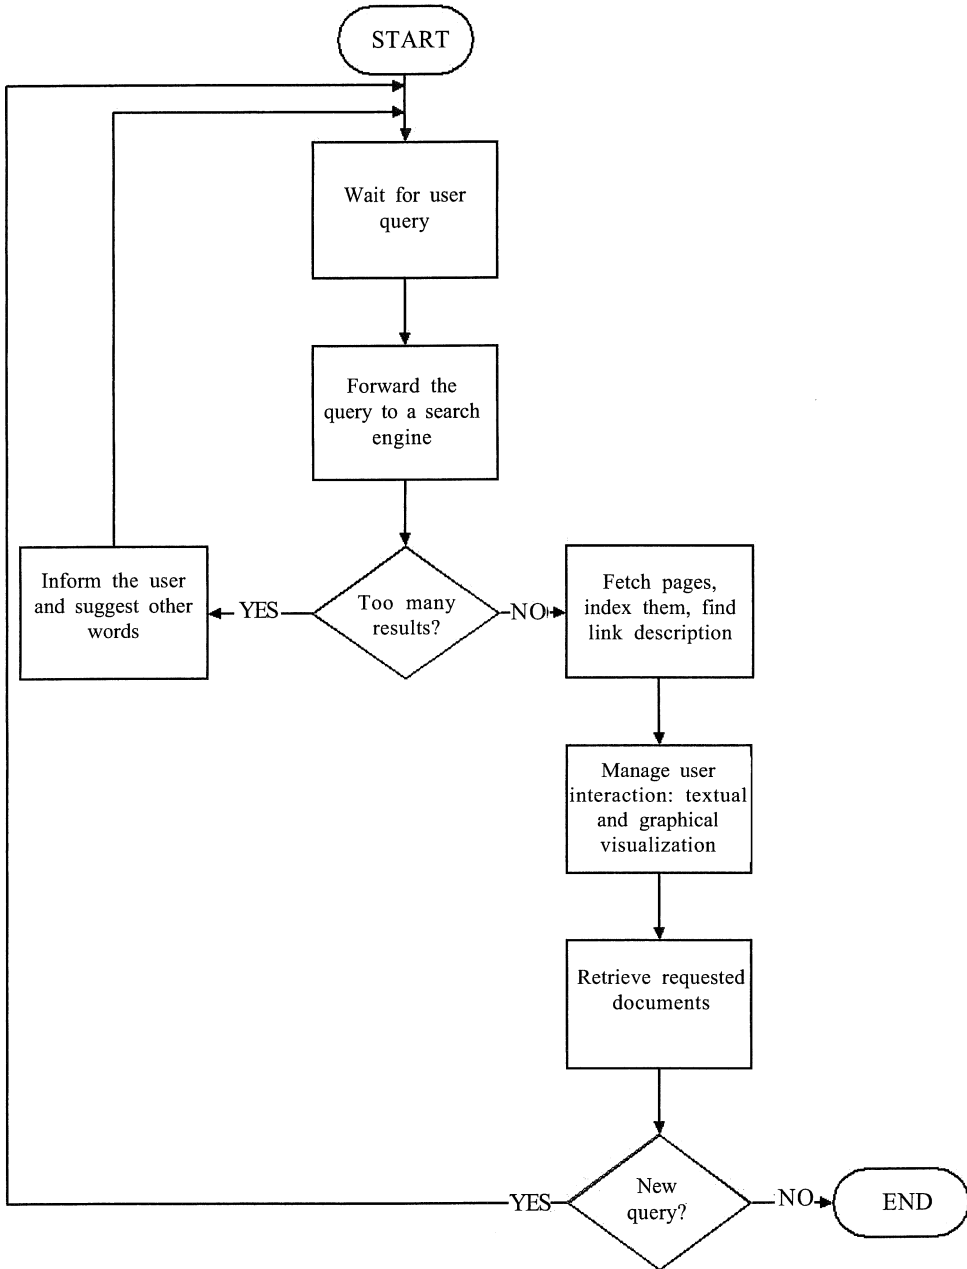 START
Wait for user
query
Forward the
query to a search
engine
Too many
results?
YES
NO
Inform the user
and suggest other
words
Fetch pages,
index them, find
link description
Manage user
interaction: textual
and graphical
visualization
Retrieve requested
documents
New
query?
YES
NO
END